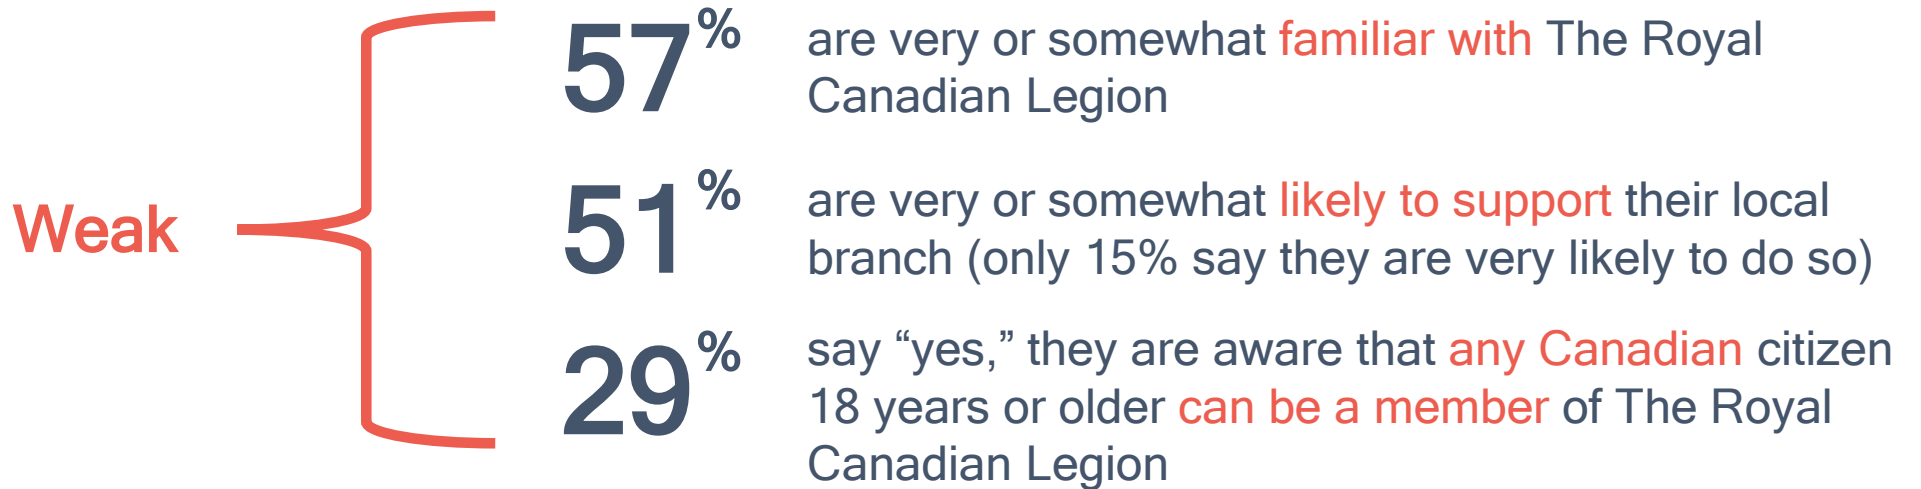 Weak
57%
are very or somewhat familiar with The Royal
Canadian Legion
51%
are very or somewhat likely to support their local
branch (only 15% say they are very likely to do so)
29%
say “yes,” they are aware that any Canadian citizen
18 years or older can be a member of The Royal
Canadian Legion